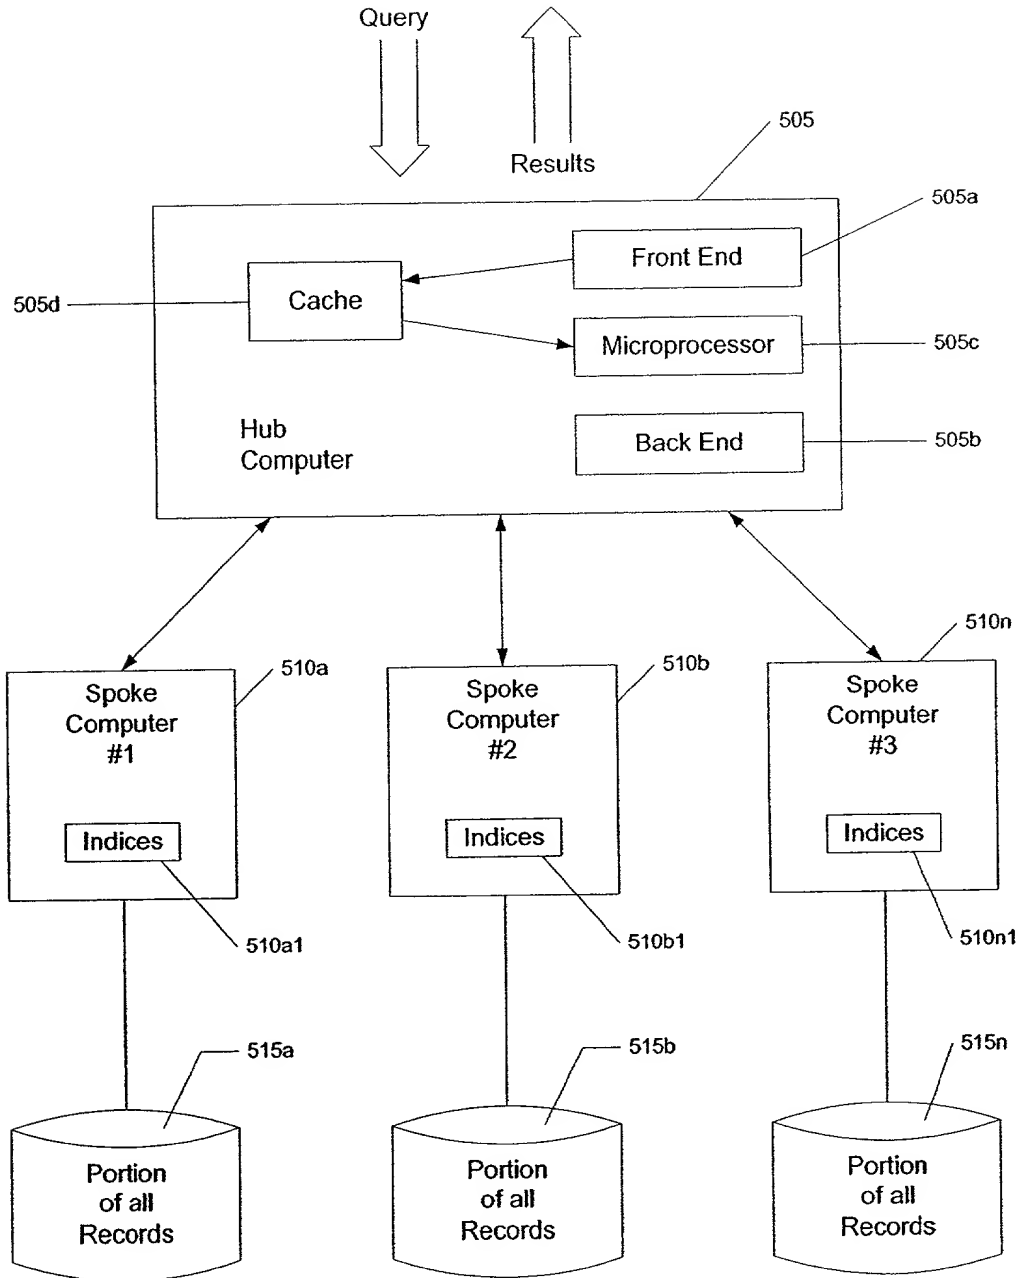 Query
Results
505
505a
Front End
Cache
505d
Microprocessor
505c
Hub
Computer
Back End
505b
510a
Spoke
Computer
#1
Indices
510a1
510b
Spoke
Computer
#2
Indices
510b1
510n
Spoke
Computer
#3
Indices
510n1
515a
Portion
of all
Records
515b
Portion
of all
Records
515n
Portion
of all
Records